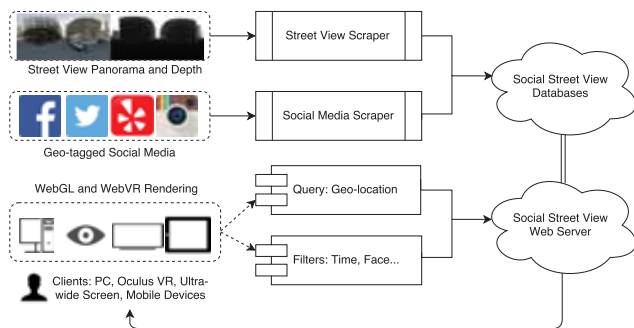 Street View Scraper
Street View Panorama and Depth
Social Street View
Databases
Social Media Scraper
Geo-tagged Social Media
WebGL and WebVR Rendering
Query: Geo-location
Social Street View
Web Server
Filters: Time, Face...
Clients: PC, Oculus VR, Ultra-
wide Screen, Mobile Devices